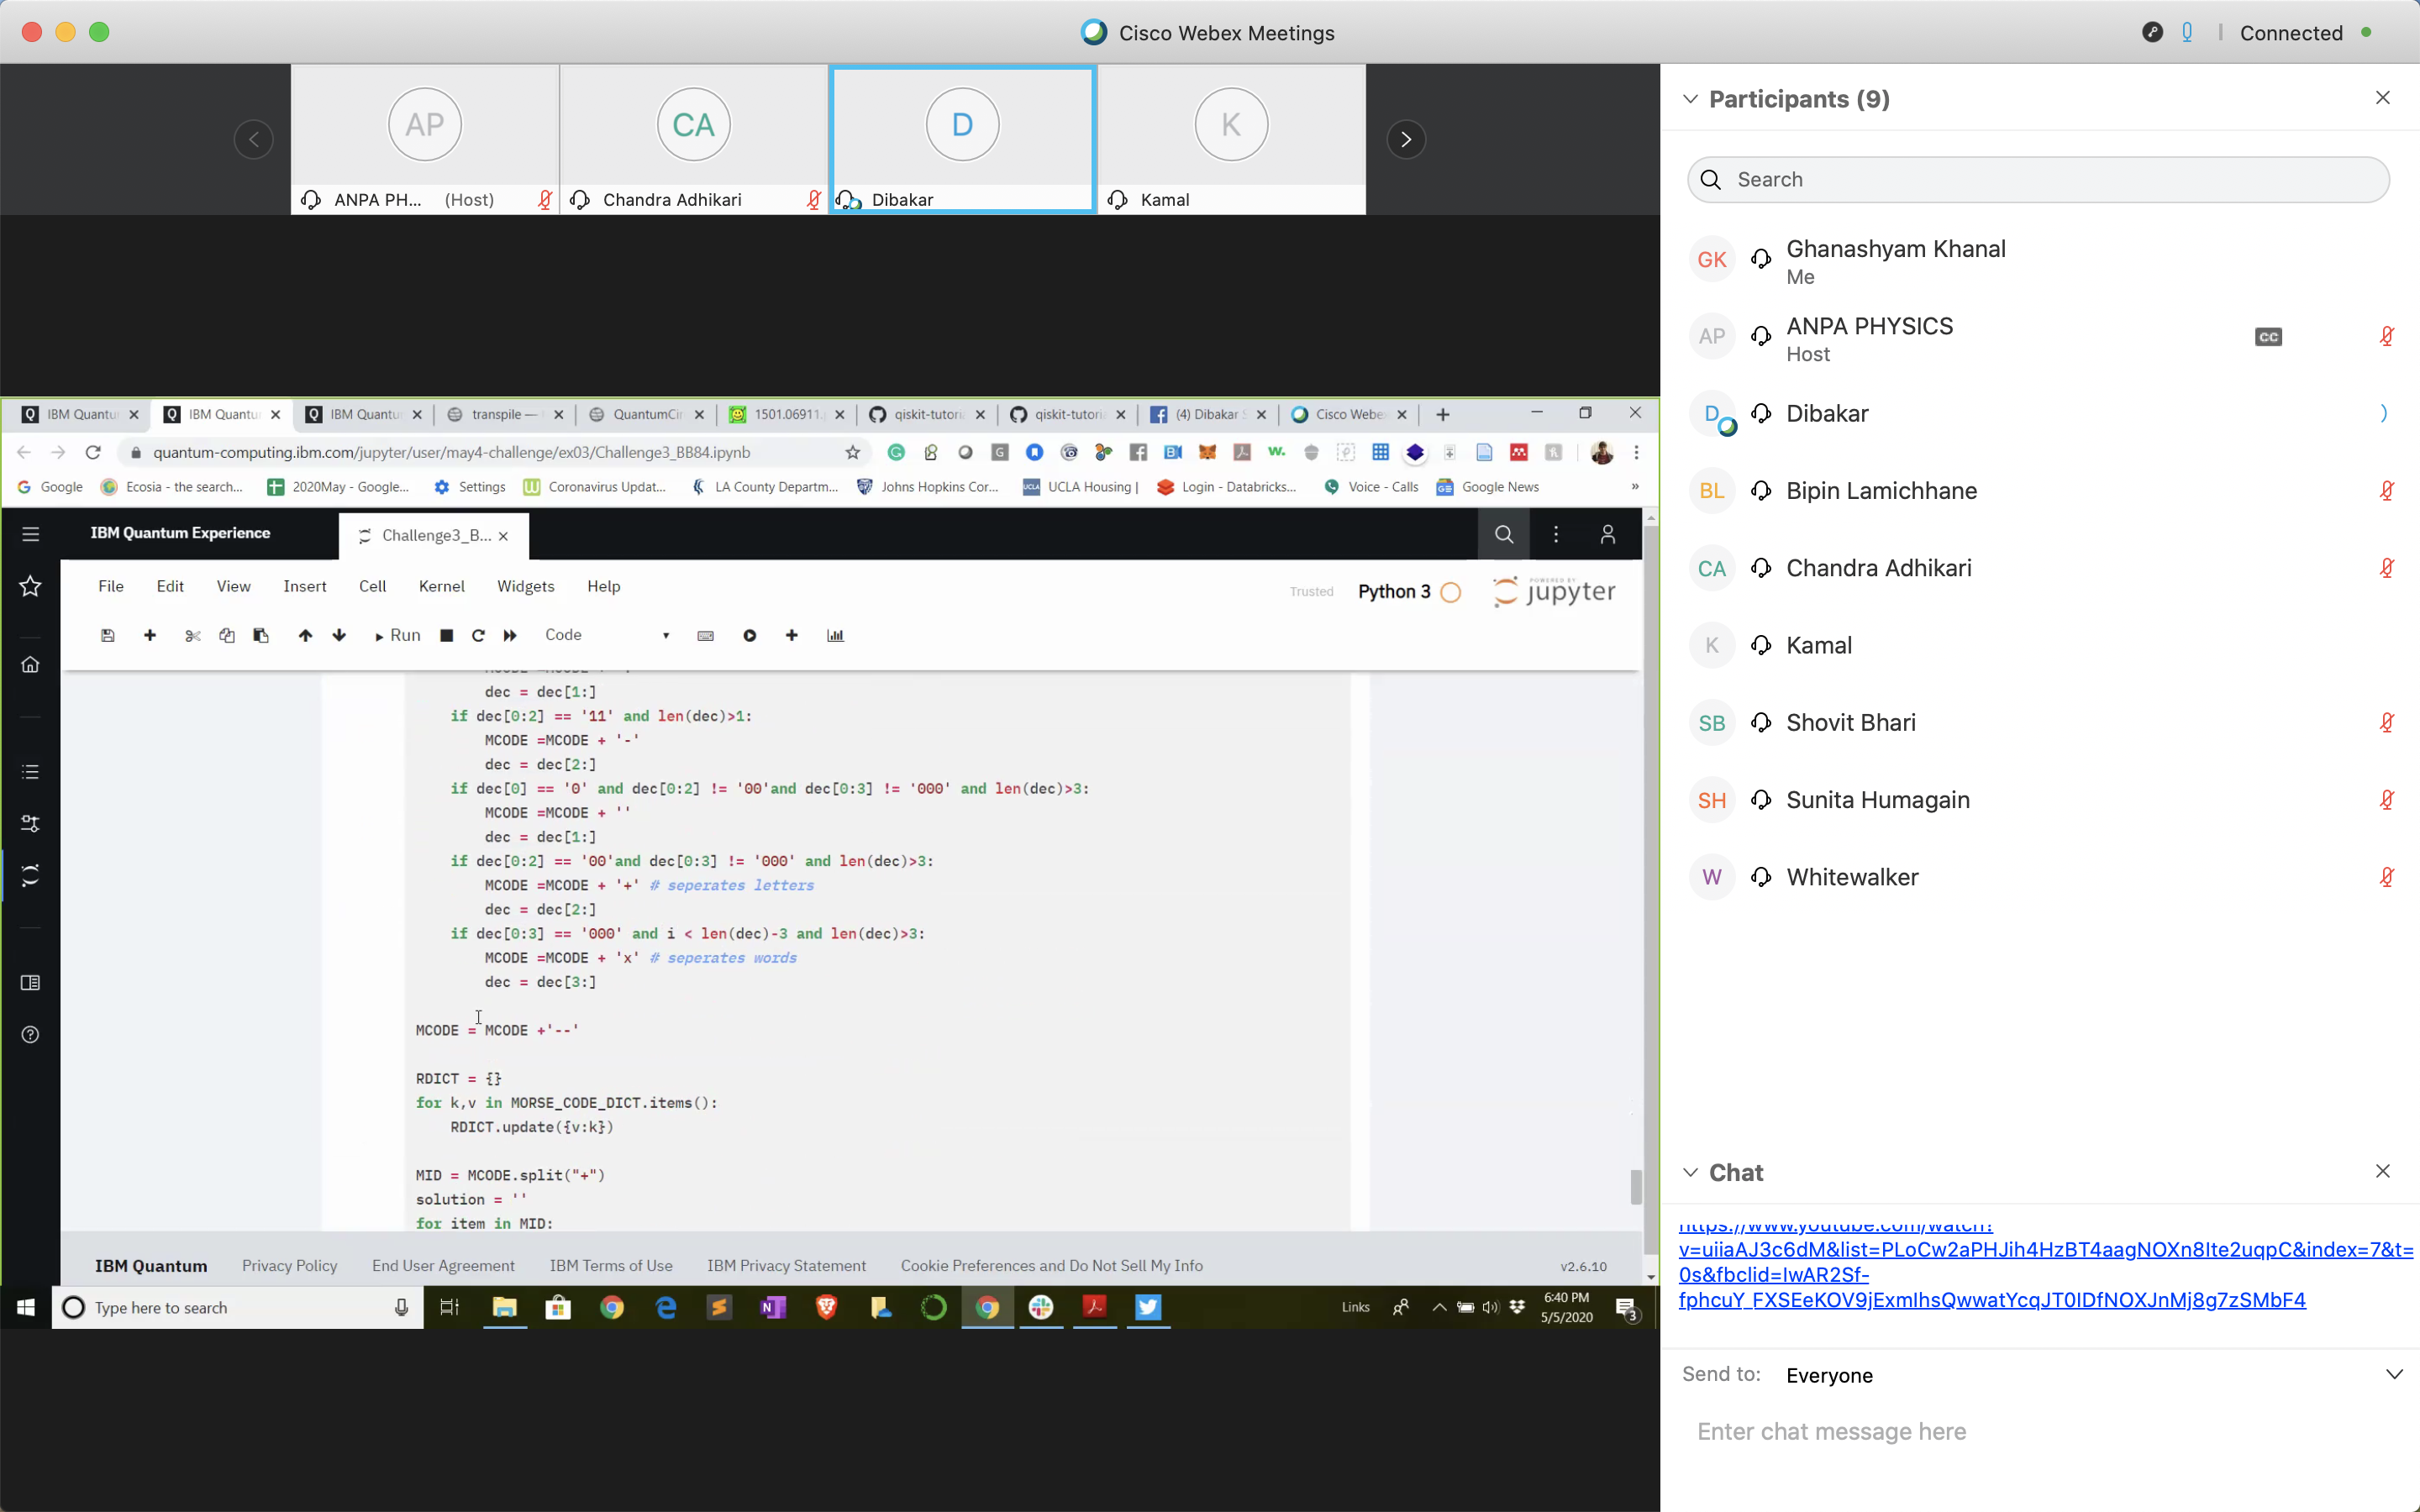 Cisco Webex Meetings
Connected
AP
CA
D
K
ANPA PH... (Host)
Chandra Adhikari
Dibakar
Kamal
IBM Quantu
IBM Quantu
IBM Quantu
transpile —
QuantumCir
1501.06911.
qiskit-tutoria
qiskit-tutoria
(4) Dibakar S
Cisco Webex
quantum-computing.ibm.com/jupyter/user/may4-challenge/ex03/Challenge3_BB84.ipynb
Google
Ecosia - the search...
2020May - Google...
Settings
Coronavirus Updat...
LA County Departm...
Johns Hopkins Cor...
UCLA Housing |
Login - Databricks...
Voice - Calls
Google News
»
IBM Quantum Experience
Challenge3_B...
File Edit View Insert Cell Kernel Widgets Help
Trusted
Python 3
POWERED BY
jupyter
Run
Code
dec = dec[1:]
if dec[0:2] == '11' and len(dec)>1:
MCODE =MCODE + '-'
dec = dec[2:]
if dec[0] == '0' and dec[0:2] != '00'and dec[0:3] != '000' and len(dec)>3:
MCODE =MCODE + ''
dec = dec[1:]
if dec[0:2] == '00'and dec[0:3] != '000' and len(dec)>3:
MCODE =MCODE + '+' # seperates letters
dec = dec[2:]
if dec[0:3] == '000' and i < len(dec)-3 and len(dec)>3:
MCODE =MCODE + 'x' # seperates words
dec = dec[3:]
MCODE = MCODE +'--'
RDICT = {}
for k,v in MORSE_CODE_DICT.items():
RDICT.update({v:k})
MID = MCODE.split("+")
solution = ''
for item in MID:
IBM Quantum Privacy Policy End User Agreement IBM Terms of Use IBM Privacy Statement Cookie Preferences and Do Not Sell My Info
v2.6.10
Type here to search
Links
6:40 PM
5/5/2020
3
Participants (9)
Search
GK Ghanashyam Khanal
Me
AP ANPA PHYSICS
Host
CC
D Dibakar
BL Bipin Lamichhane
CA Chandra Adhikari
K Kamal
SB Shovit Bhari
SH Sunita Humagain
W Whitewalker
Chat
https://www.youtube.com/watch?
v=uiiaAJ3c6dM&list=PLoCw2aPHJih4HzBT4aagNOXn8Ite2uqpC&index=7&t=
0s&fbclid=IwAR2Sf-
fphcuY_FXSEeKOV9jExmIhsQwwatYcqJT0IDfNOXJnMj8g7zSMbF4
Send to: Everyone
Enter chat message here